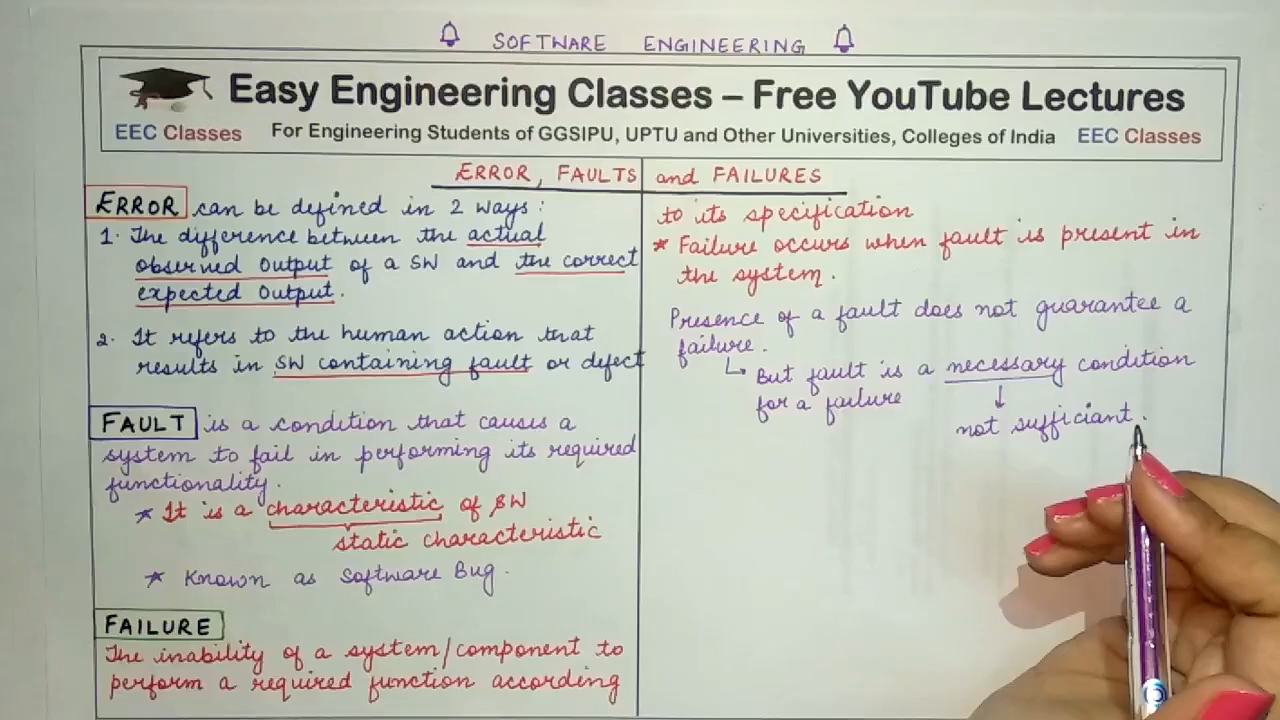 SOFTWARE ENGINEERING
Easy Engineering Classes – Free YouTube Lectures
EEC Classes For Engineering Students of GGSIPU, UPTU and Other Universities, Colleges of India EEC Classes
ERROR, FAULTS and FAILURES
ERROR can be defined in 2 ways:
1. The difference between the actual
observed output of a SW and the correct
expected output.
2. It refers to the human action that
results in SW containing fault or defect
FAULT is a condition that causes a
system to fail in performing its required
functionality.
* It is a characteristic of SW
static characteristic
* Known as Software Bug.
FAILURE
The inability of a system/component to
perform a required function according
to its specification
* Failure occurs when fault is present in
the system.
Presence of a fault does not guarantee a
failure.
But fault is a necessary condition
for a failure
not sufficiant.